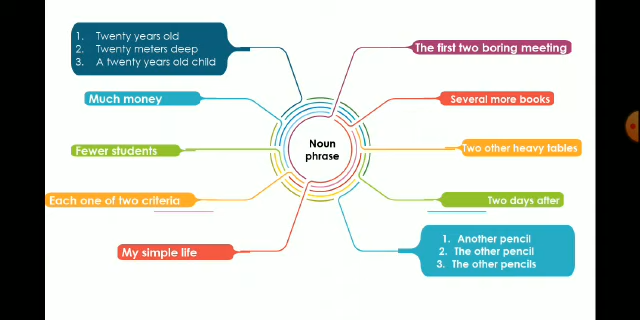 1. Twenty years old
2. Twenty meters deep
3. A twenty years old child
The first two boring meeting
Much money
Several more books
Fewer students
Noun
phrase
Two other heavy tables
Each one of two criteria
Two days after
My simple life
1. Another pencil
2. The other pencil
3. The other pencils